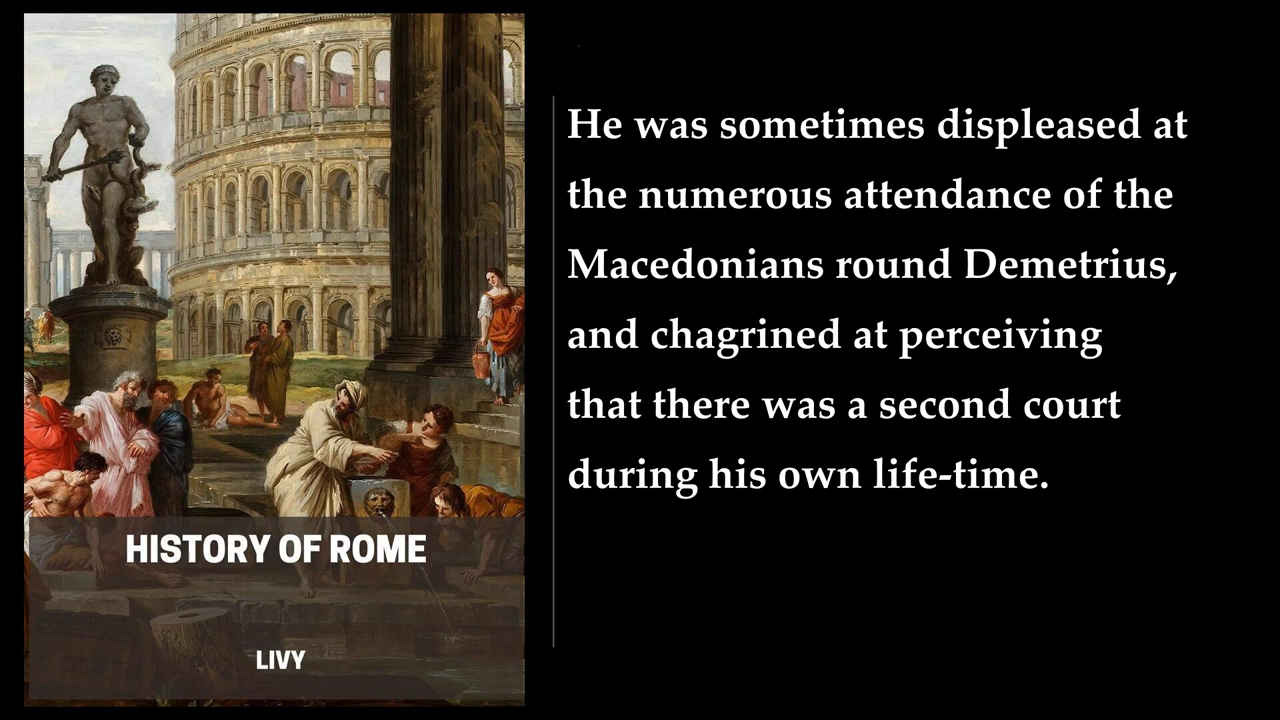 He was sometimes displeased at
the numerous attendance of the
Macedonians round Demetrius,
and chagrined at perceiving
that there was a second court
during his own life-time.
HISTORY OF ROME
LIVY